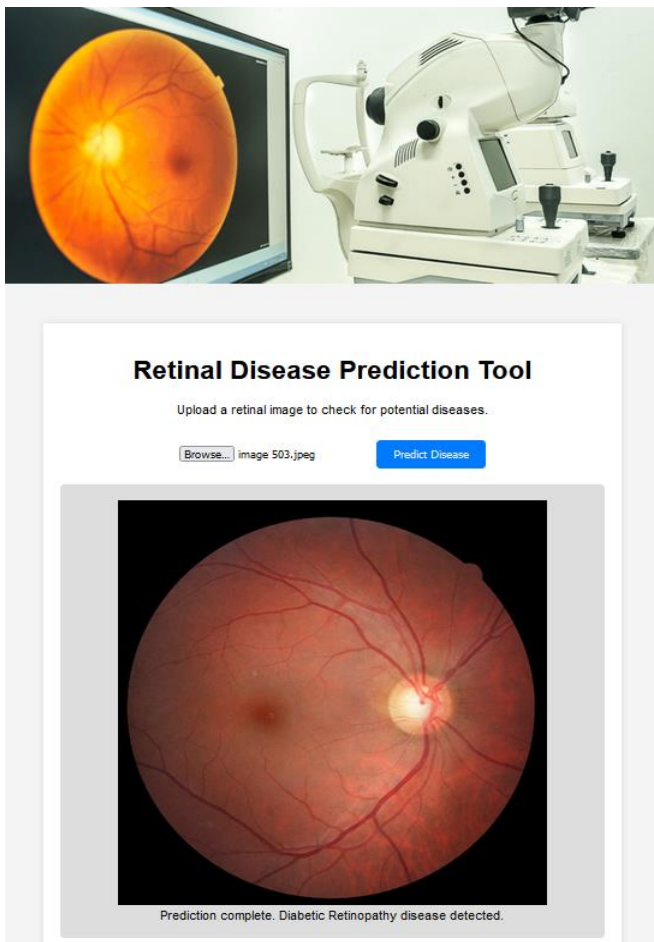 Retinal Disease Prediction Tool
Upload a retinal image to check for potential diseases.
Browse... image 503.jpeg Predict Disease
Prediction complete. Diabetic Retinopathy disease detected.